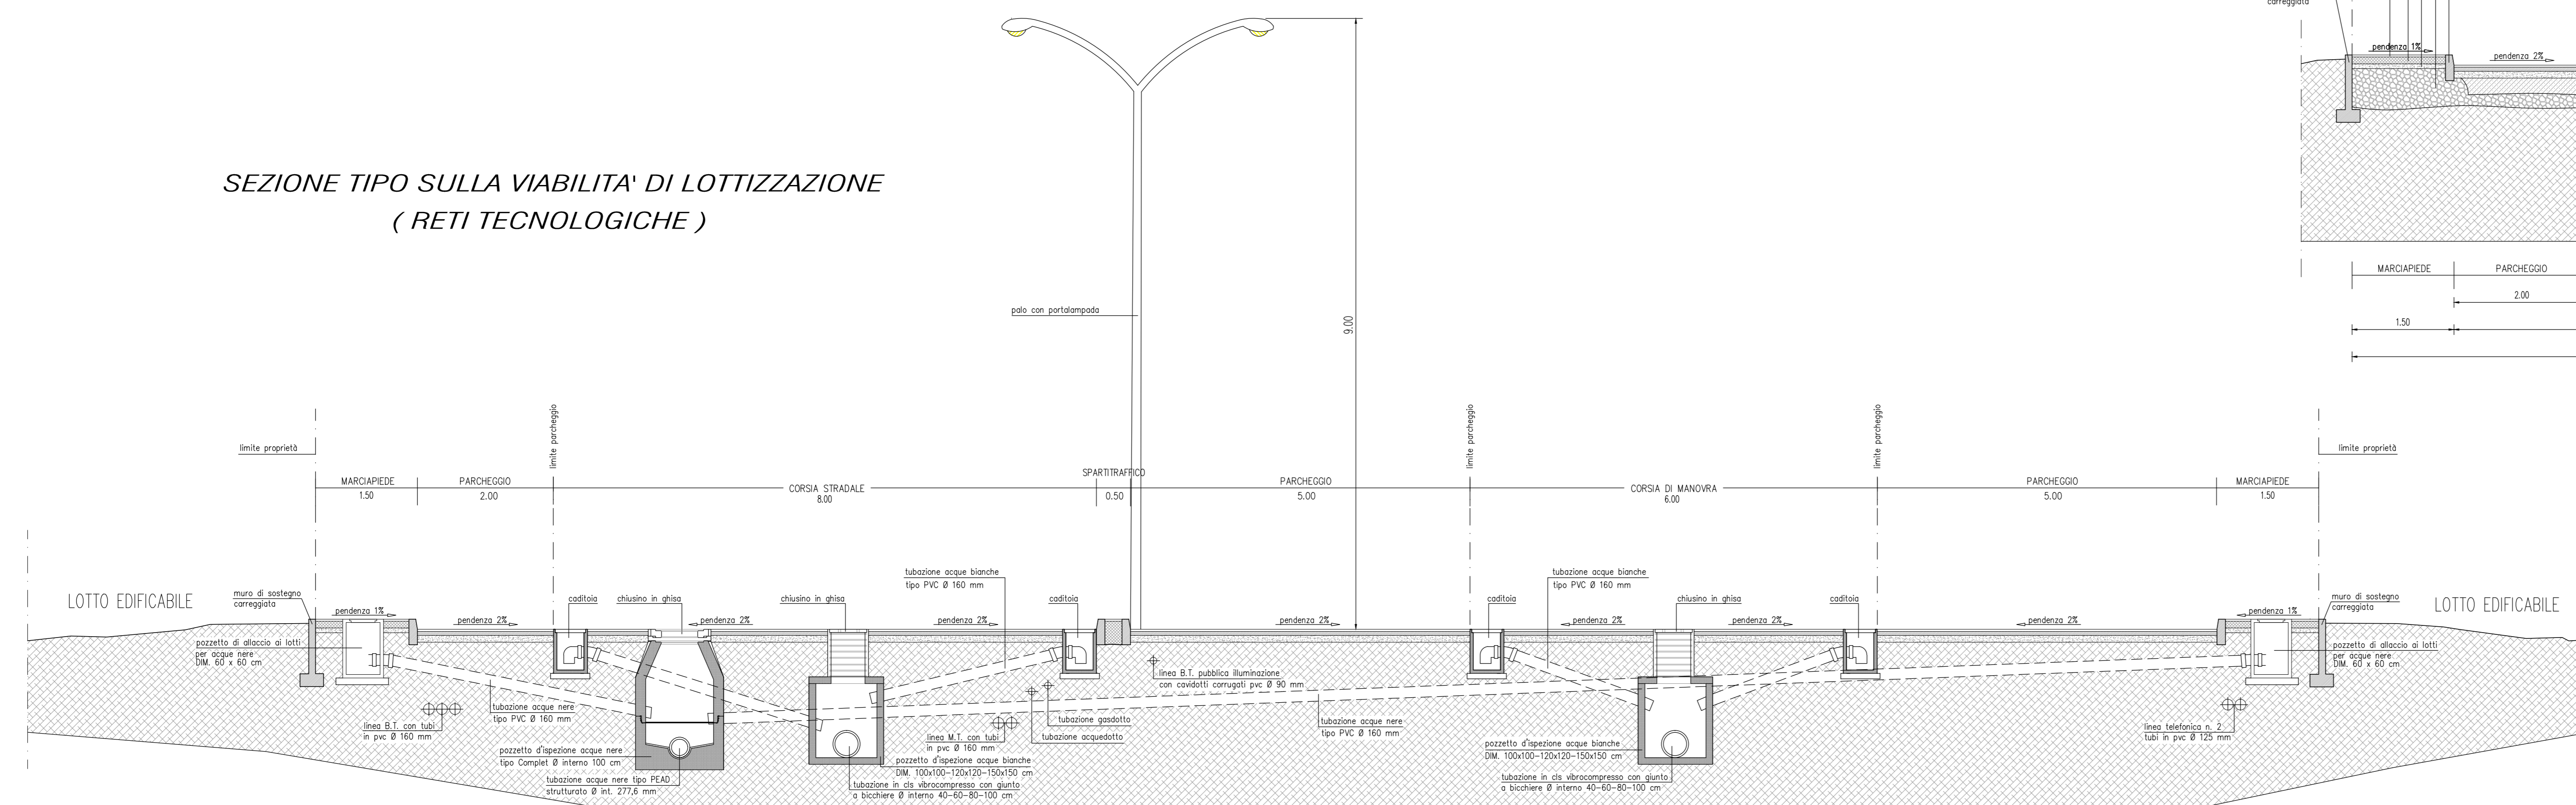 SEZIONE TIPO SULLA VIABILITA' DI LOTTIZZAZIONE
( RETI TECNOLOGICHE )
carreggiata
pendenza 1%
pendenza 2%
MARCIAPIEDE
PARCHEGGIO
2.00
1.50
palo con portalampada
9.00
limite proprietà
limite parcheggio
limite parcheggio
limite parcheggio
limite proprietà
MARCIAPIEDE
1.50
PARCHEGGIO
2.00
CORSIA STRADALE
8.00
SPARTITRAFFICO
0.50
PARCHEGGIO
5.00
CORSIA DI MANOVRA
6.00
PARCHEGGIO
5.00
MARCIAPIEDE
1.50
LOTTO EDIFICABILE
muro di sostegno
carreggiata
pendenza 1%
pendenza 2%
caditoia
chiusino in ghisa
pendenza 2%
chiusino in ghisa
pendenza 2%
tubazione acque bianche
tipo PVC Ø 160 mm
caditoia
pendenza 2%
caditoia
tubazione acque bianche
tipo PVC Ø 160 mm
pendenza 2%
chiusino in ghisa
pendenza 2%
caditoia
pendenza 2%
pendenza 1%
muro di sostegno
carreggiata
LOTTO EDIFICABILE
pozzetto di allaccio ai lotti
per acque nere
DIM. 60 x 60 cm
linea B.T. con tubi
in pvc Ø 160 mm
tubazione acque nere
tipo PVC Ø 160 mm
pozzetto d'ispezione acque nere
tipo Complet Ø interno 100 cm
tubazione acque nere tipo PEAD
strutturato Ø int. 277,6 mm
pozzetto d'ispezione acque bianche
DIM. 100x100-120x120-150x150 cm
tubazione in cls vibrocompresso con giunto
a bicchiere Ø interno 40-60-80-100 cm
linea M.T. con tubi
in pvc Ø 160 mm
tubazione gasdotto
tubazione acquedotto
linea B.T. pubblica illuminazione
con cavidotti corrugati pvc Ø 90 mm
tubazione acque nere
tipo PVC Ø 160 mm
pozzetto d'ispezione acque bianche
DIM. 100x100-120x120-150x150 cm
tubazione in cls vibrocompresso con giunto
a bicchiere Ø interno 40-60-80-100 cm
linea telefonica n. 2
tubi in pvc Ø 125 mm
pozzetto di allaccio ai lotti
per acque nere
DIM. 60 x 60 cm